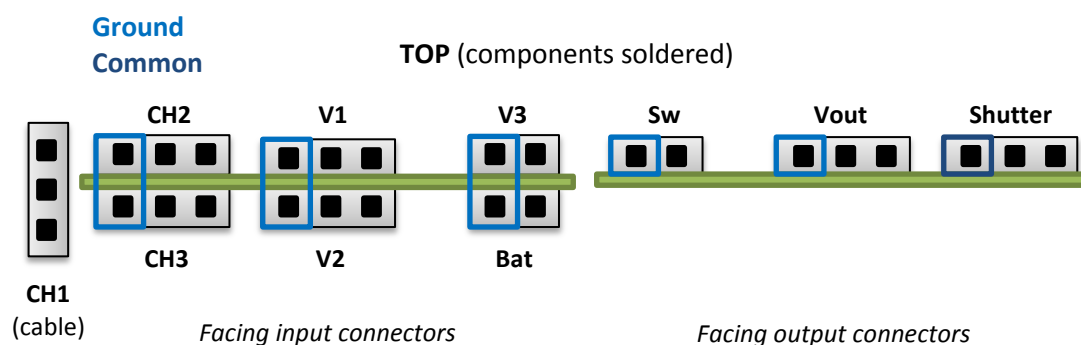 Ground
Common
TOP (components soldered)
CH2 V1 V3 Sw Vout Shutter
CH3 V2 Bat
CH1
(cable)
Facing input connectors Facing output connectors